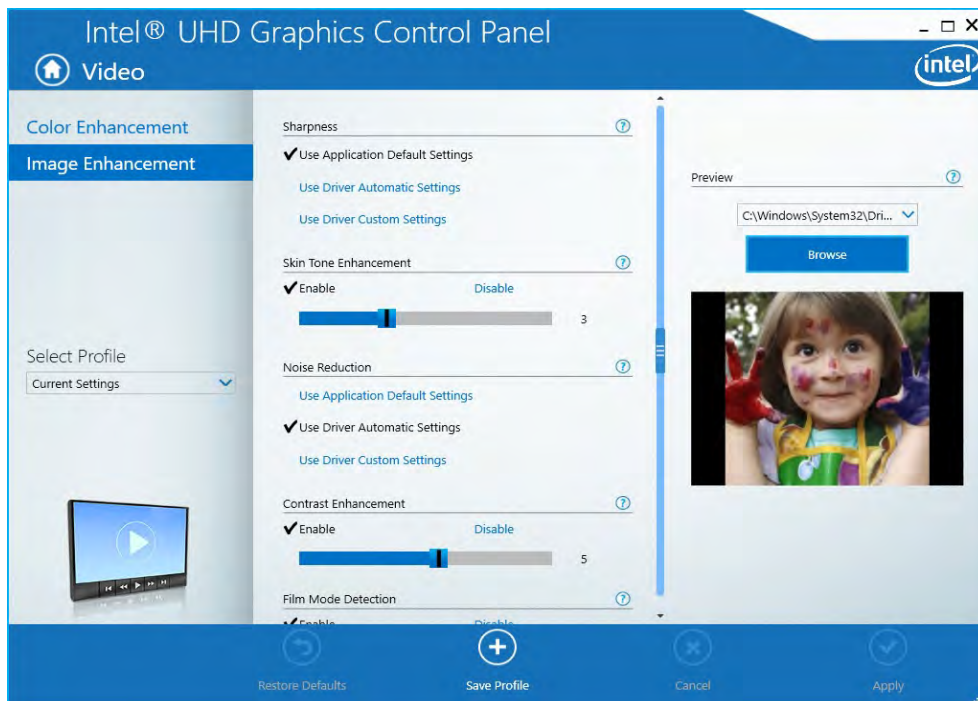 Intel® UHD Graphics Control Panel
Video
intel
Color Enhancement
Image Enhancement
Select Profile
Current Settings
Sharpness
Use Application Default Settings
Use Driver Automatic Settings
Use Driver Custom Settings
Skin Tone Enhancement
Enable Disable
3
Noise Reduction
Use Application Default Settings
Use Driver Automatic Settings
Use Driver Custom Settings
Contrast Enhancement
Enable Disable
5
Film Mode Detection
Enable Disable
Preview
C:\Windows\System32\Dri...
Browse
Restore Defaults Save Profile Cancel Apply